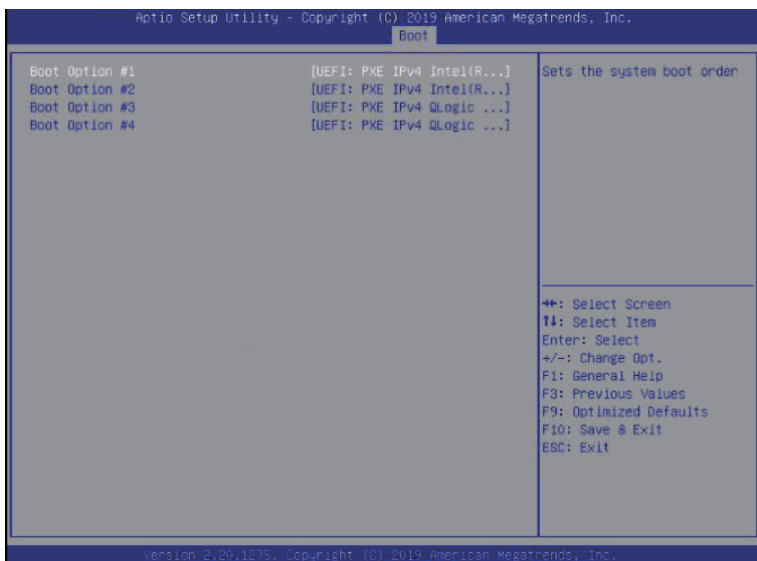 Aptio Setup Utility - Copyright (C) 2019 American Megatrends, Inc.
Boot
Boot Option #1 [UEFI: PXE IPv4 Intel(R...]
Boot Option #2 [UEFI: PXE IPv4 Intel(R...]
Boot Option #3 [UEFI: PXE IPv4 QLogic ...]
Boot Option #4 [UEFI: PXE IPv4 QLogic ...]
Sets the system boot order
→←: Select Screen
↑↓: Select Item
Enter: Select
+/-: Change Opt.
F1: General Help
F3: Previous Values
F9: Optimized Defaults
F10: Save & Exit
ESC: Exit
Version 2.20.1275. Copyright (C) 2019 American Megatrends, Inc.